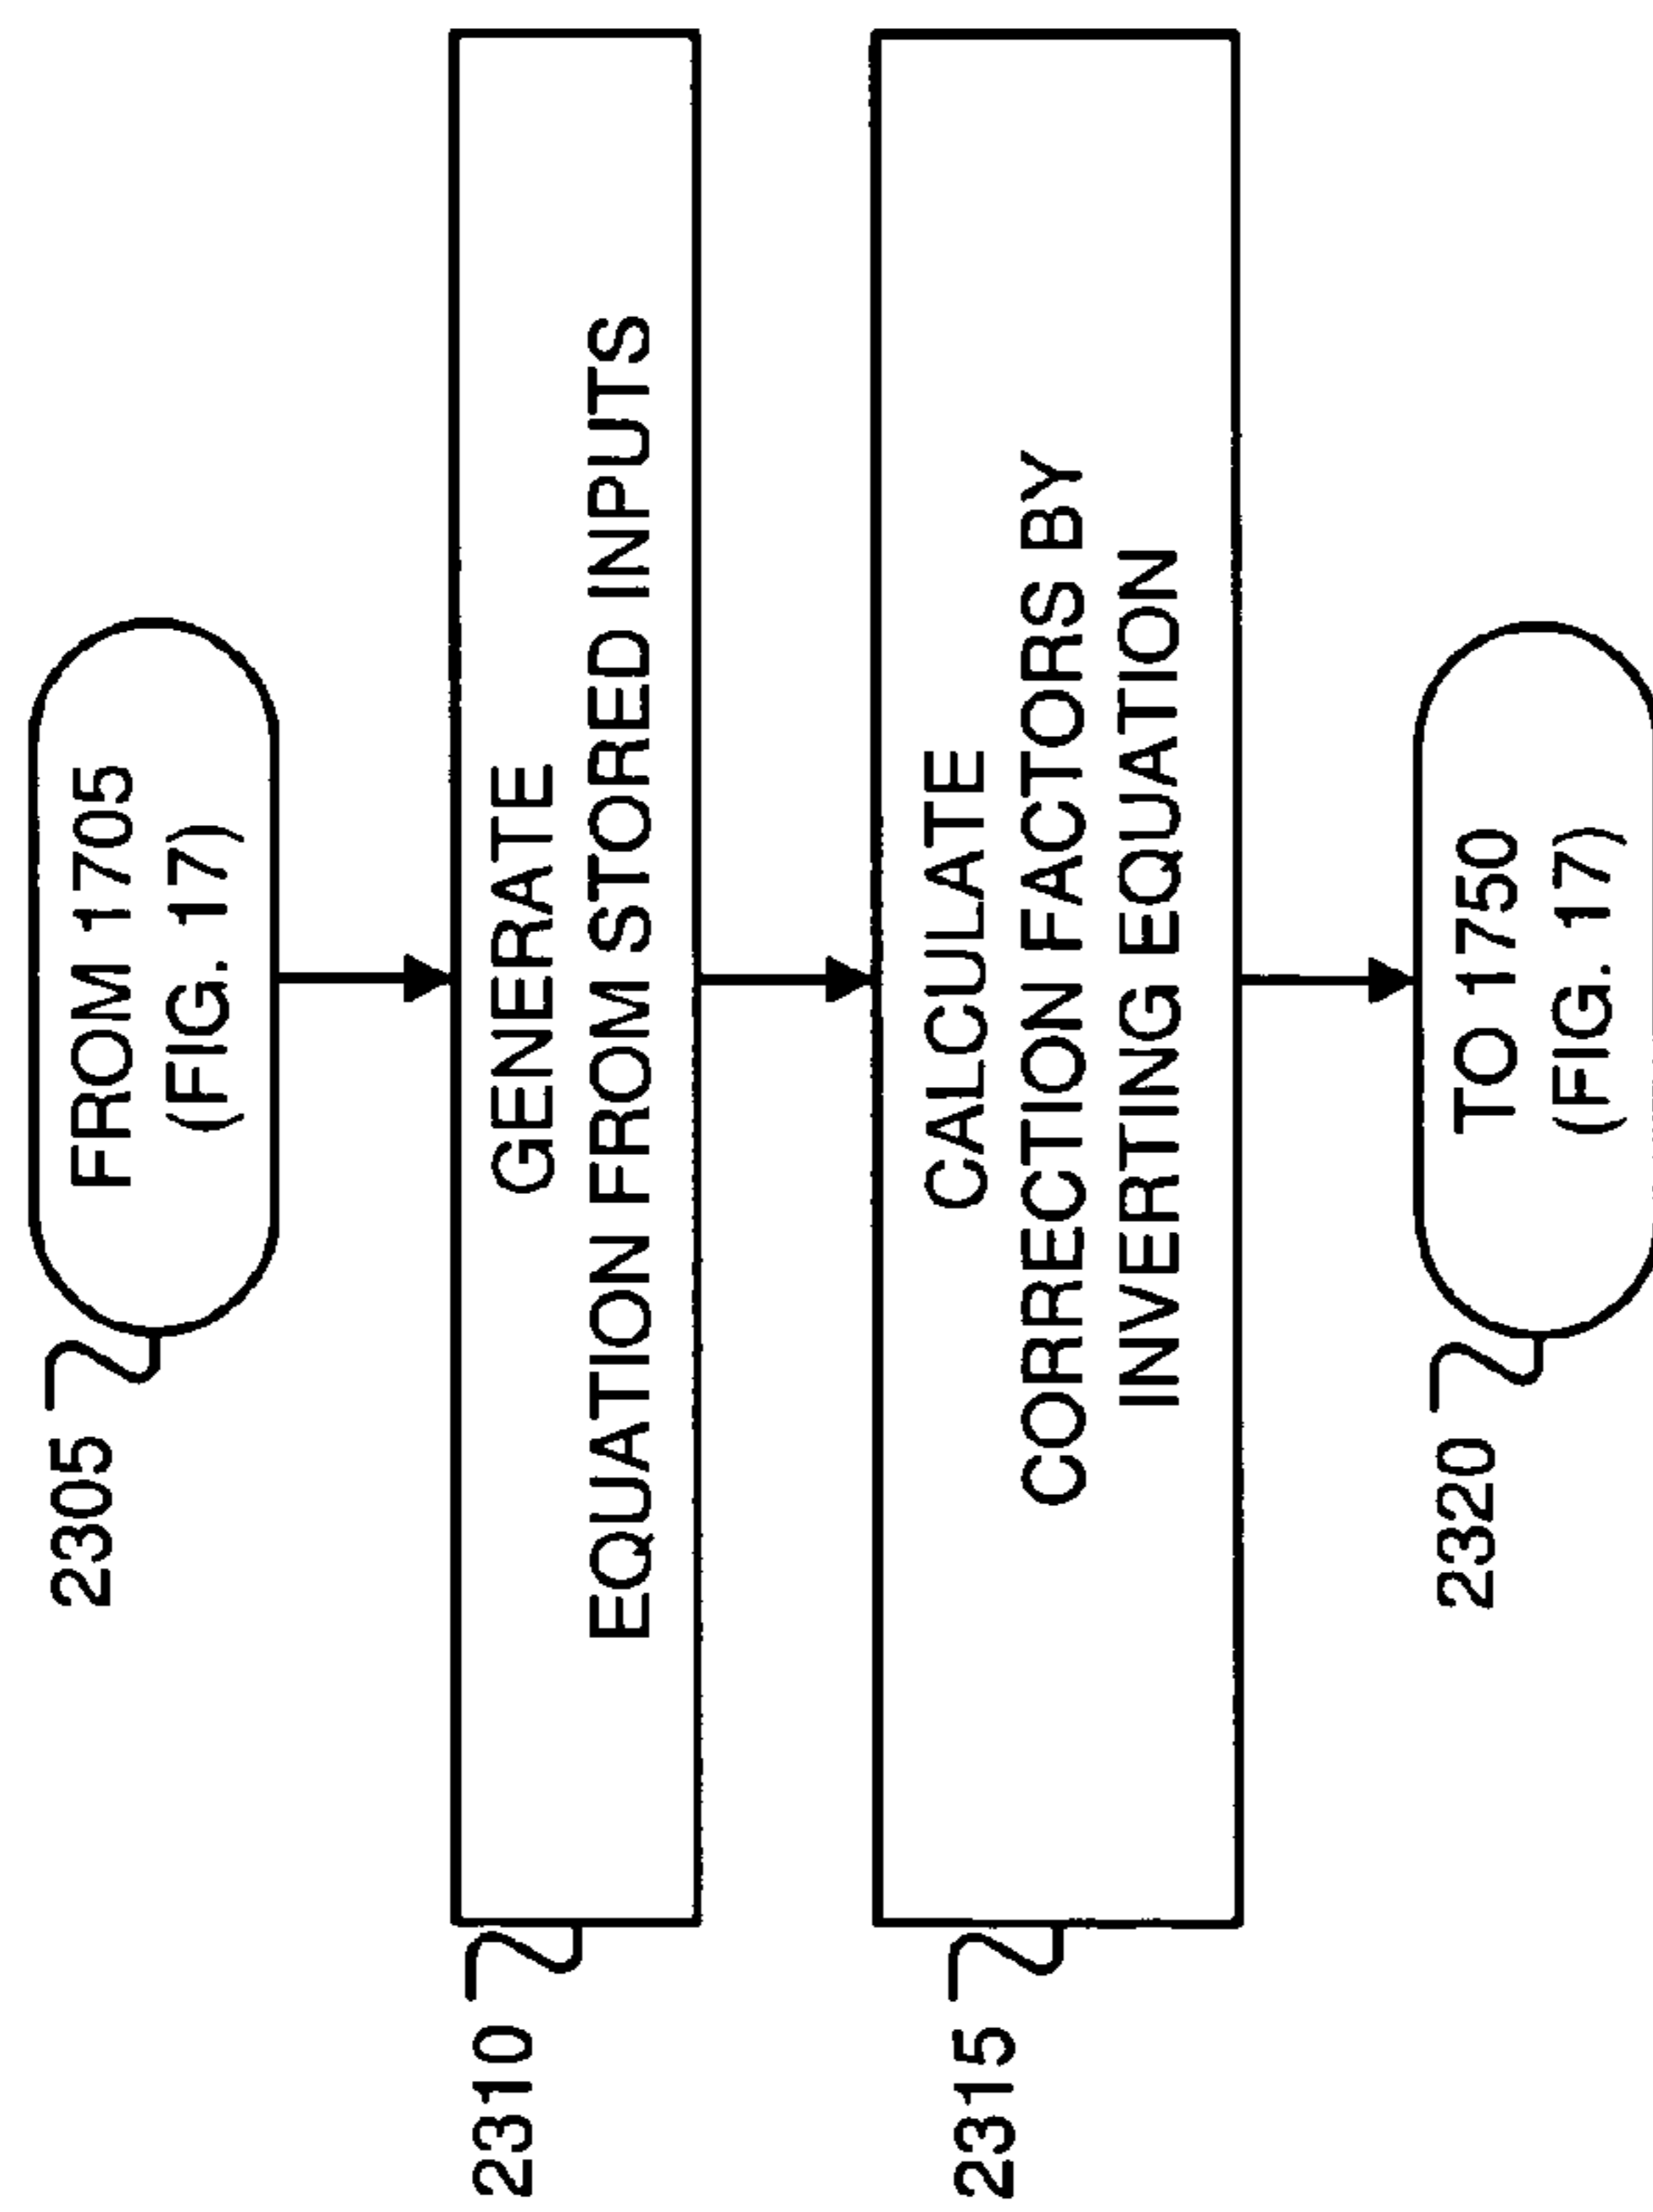 2305
FROM 1705
(FIG. 17)
2310
GENERATE
EQUATION FROM STORED INPUTS
2315
CALCULATE
CORRECTION FACTORS BY
INVERTING EQUATION
2320
TO 1750
(FIG. 17)